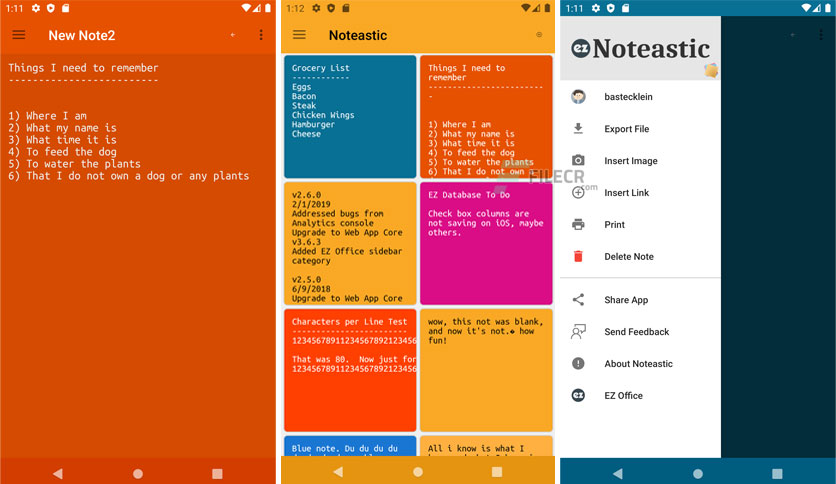 1:11
New Note2
Things I need to remember
------------------------
1) Where I am
2) What my name is
3) What time it is
4) To feed the dog
5) To water the plants
6) That I do not own a dog or any plants
1:12
Noteastic
Grocery List
-------------
Eggs
Bacon
Steak
Chicken Wings
Hamburger
Cheese
Things I need to
remember
-----------------------
-
1) Where I am
2) What my name is
3) What time it is
4) To feed the dog
5) To water the plants
6) That I do not own a
FILECR
.com
v2.6.0
2/1/2019
Addressed bugs from
Analytics console
Upgrade to Web App Core
v3.6.3
Added EZ Office sidebar
category
v2.5.0
6/9/2018
Upgrade to Web App Core
EZ Database To Do
Check box columns are
not saving on iOS, maybe
others.
Characters per Line Test
------------------------
1234567891123456789212345
That was 80.  Now just for
1234567891123456789212345
wow, this not was blank,
and now it's not.� how
fun!
Blue note. Du du du du
All i know is what I
1:11
EZ Noteastic
bastecklein
Export File
Insert Image
Insert Link
Print
Delete Note
Share App
Send Feedback
About Noteastic
EZ Office